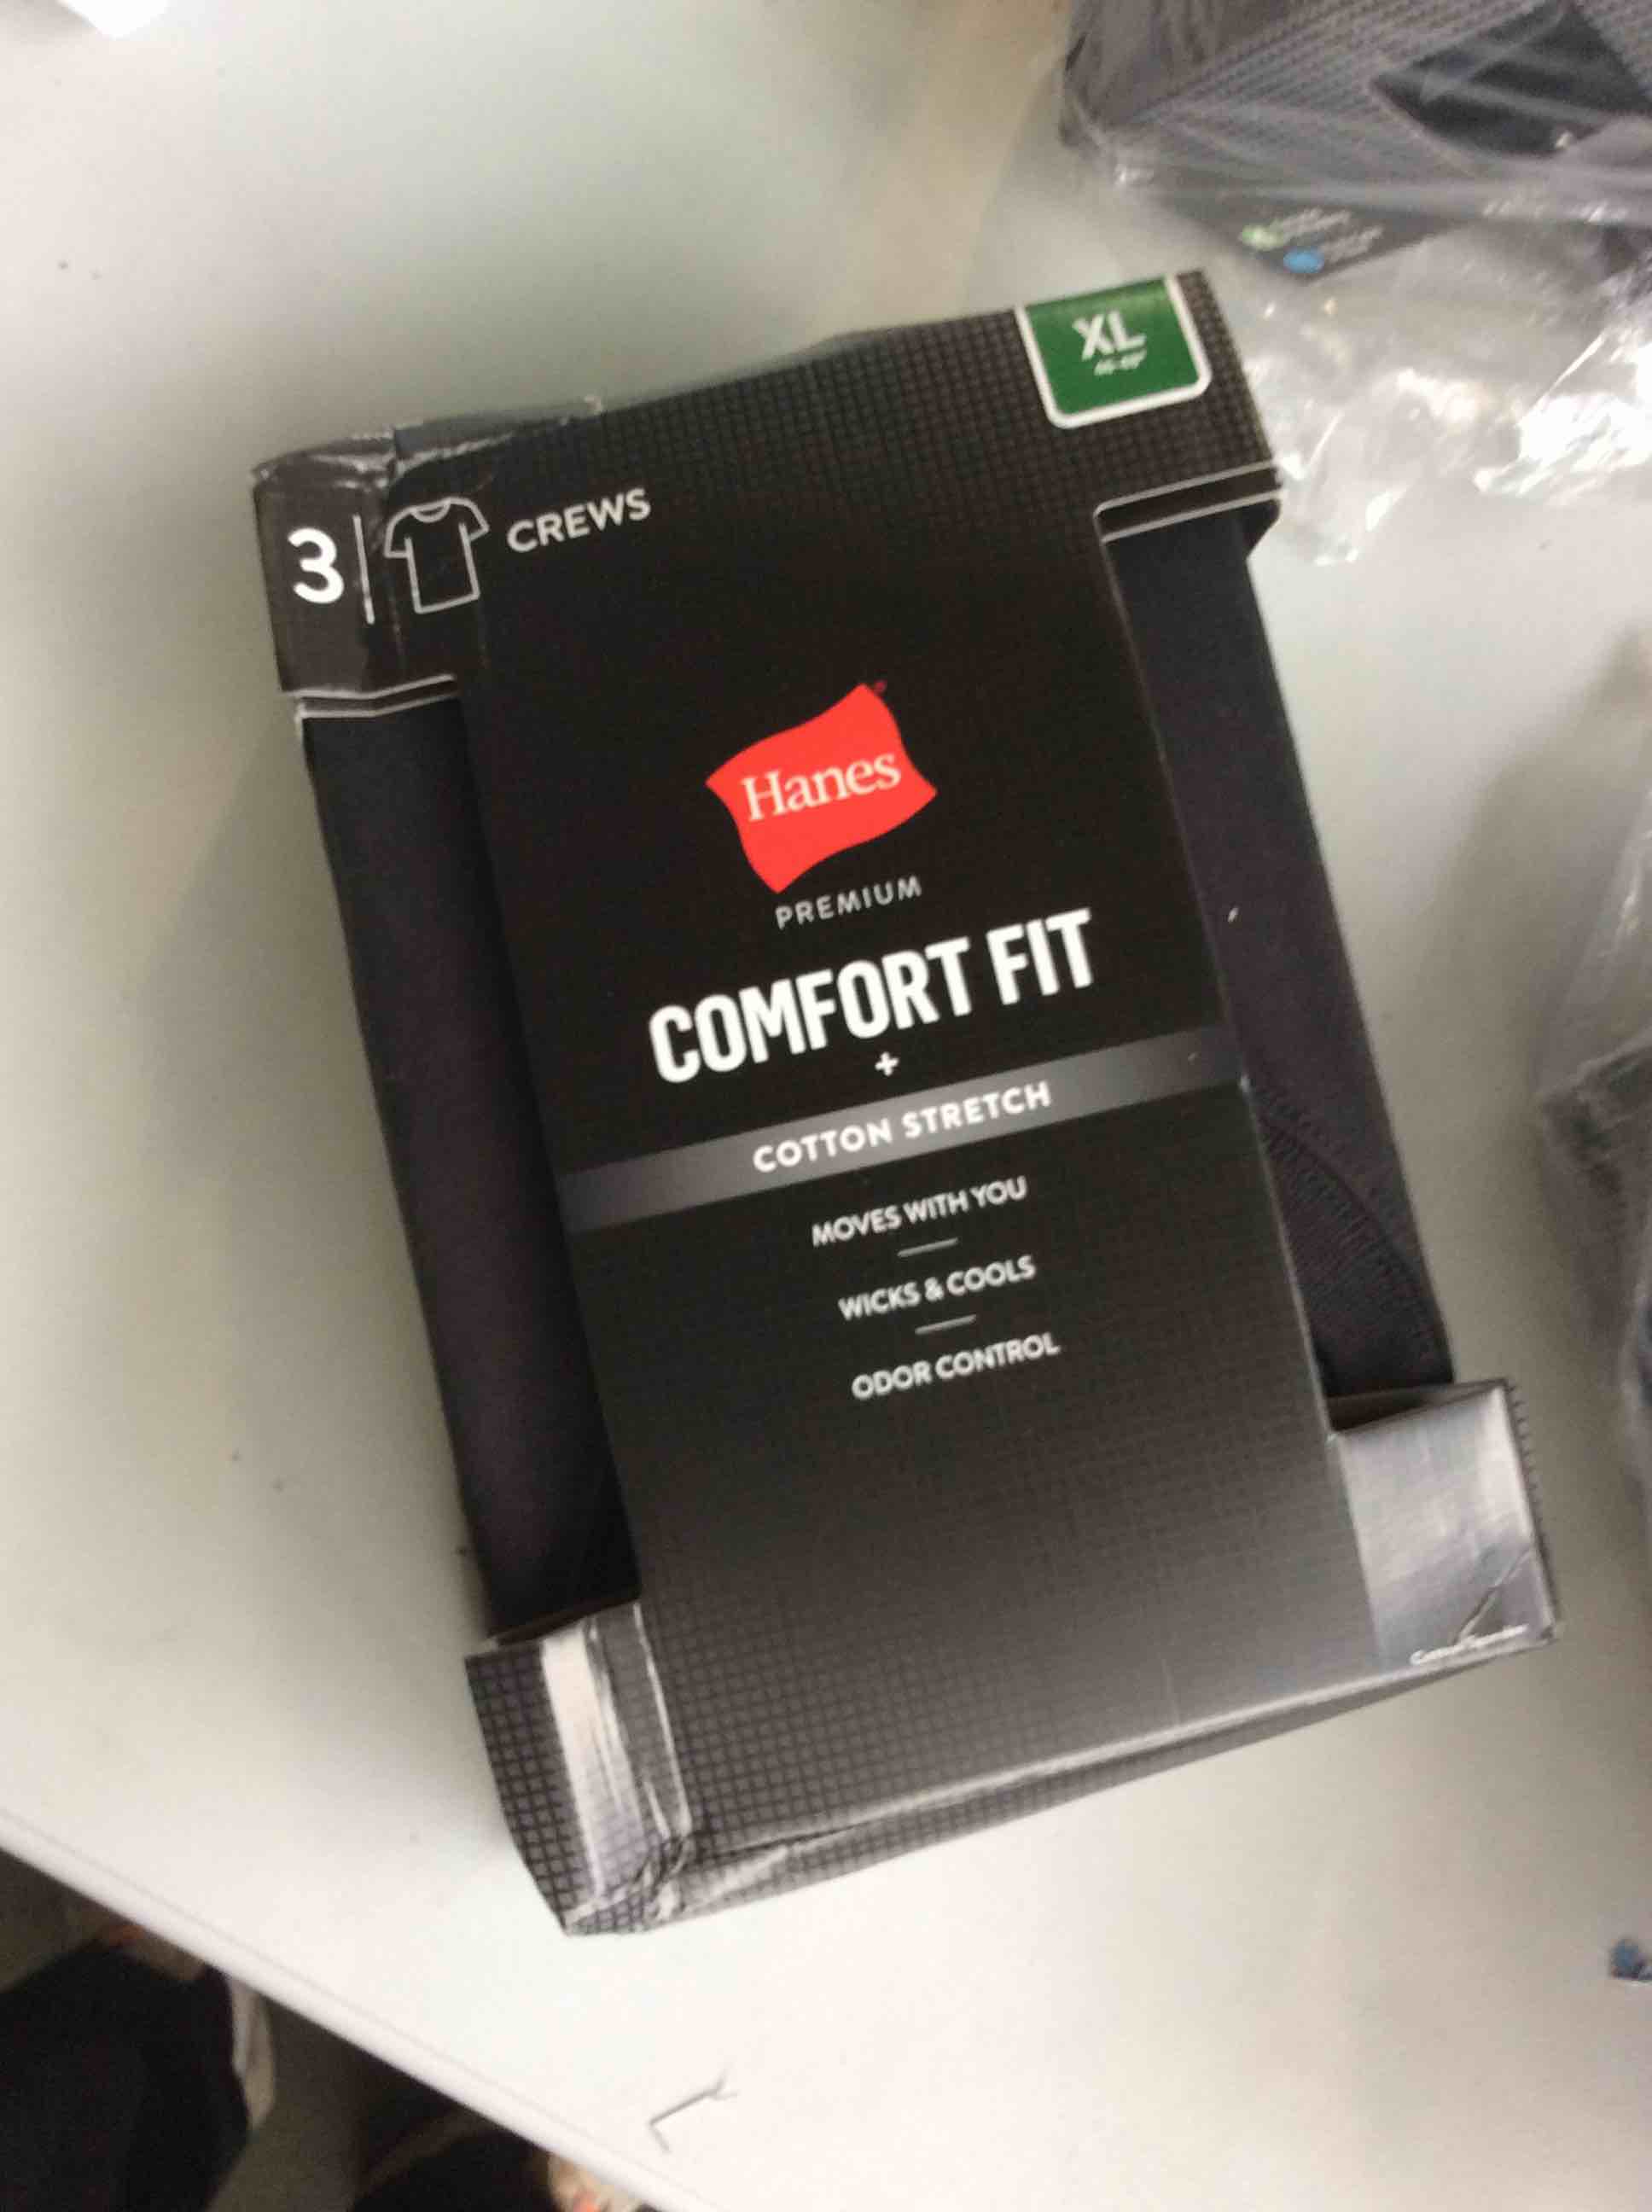 XL
3 CREWS
Hanes
PREMIUM
COMFORT FIT
+
COTTON STRETCH
MOVES WITH YOU
WICKS & COOLS
ODOR CONTROL